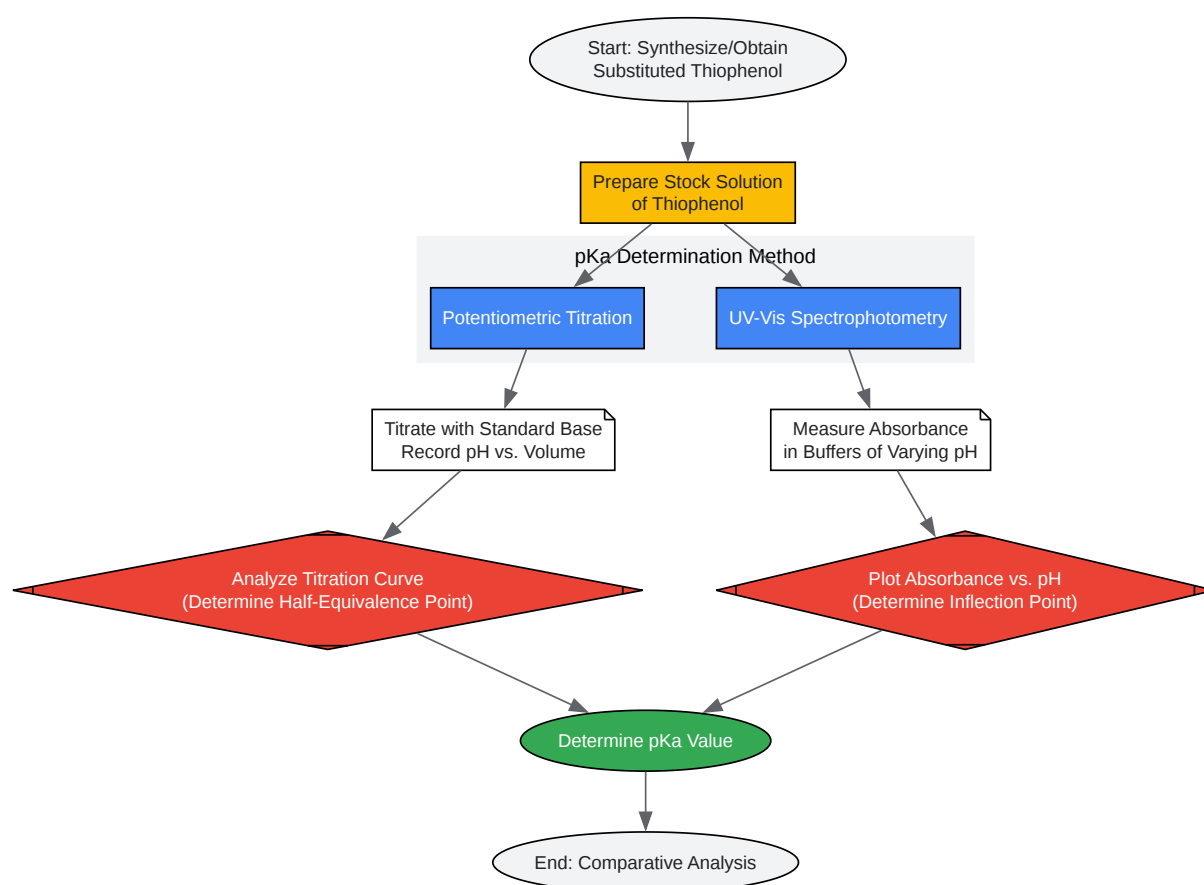 Start: Synthesize/Obtain
Substituted Thiophenol
Prepare Stock Solution
of Thiophenol
pKa Determination Method
Potentiometric Titration
UV-Vis Spectrophotometry
Titrate with Standard Base
Record pH vs. Volume
Measure Absorbance
in Buffers of Varying pH
Analyze Titration Curve
(Determine Half-Equivalence Point)
Plot Absorbance vs. pH
(Determine Inflection Point)
Determine pKa Value
End: Comparative Analysis